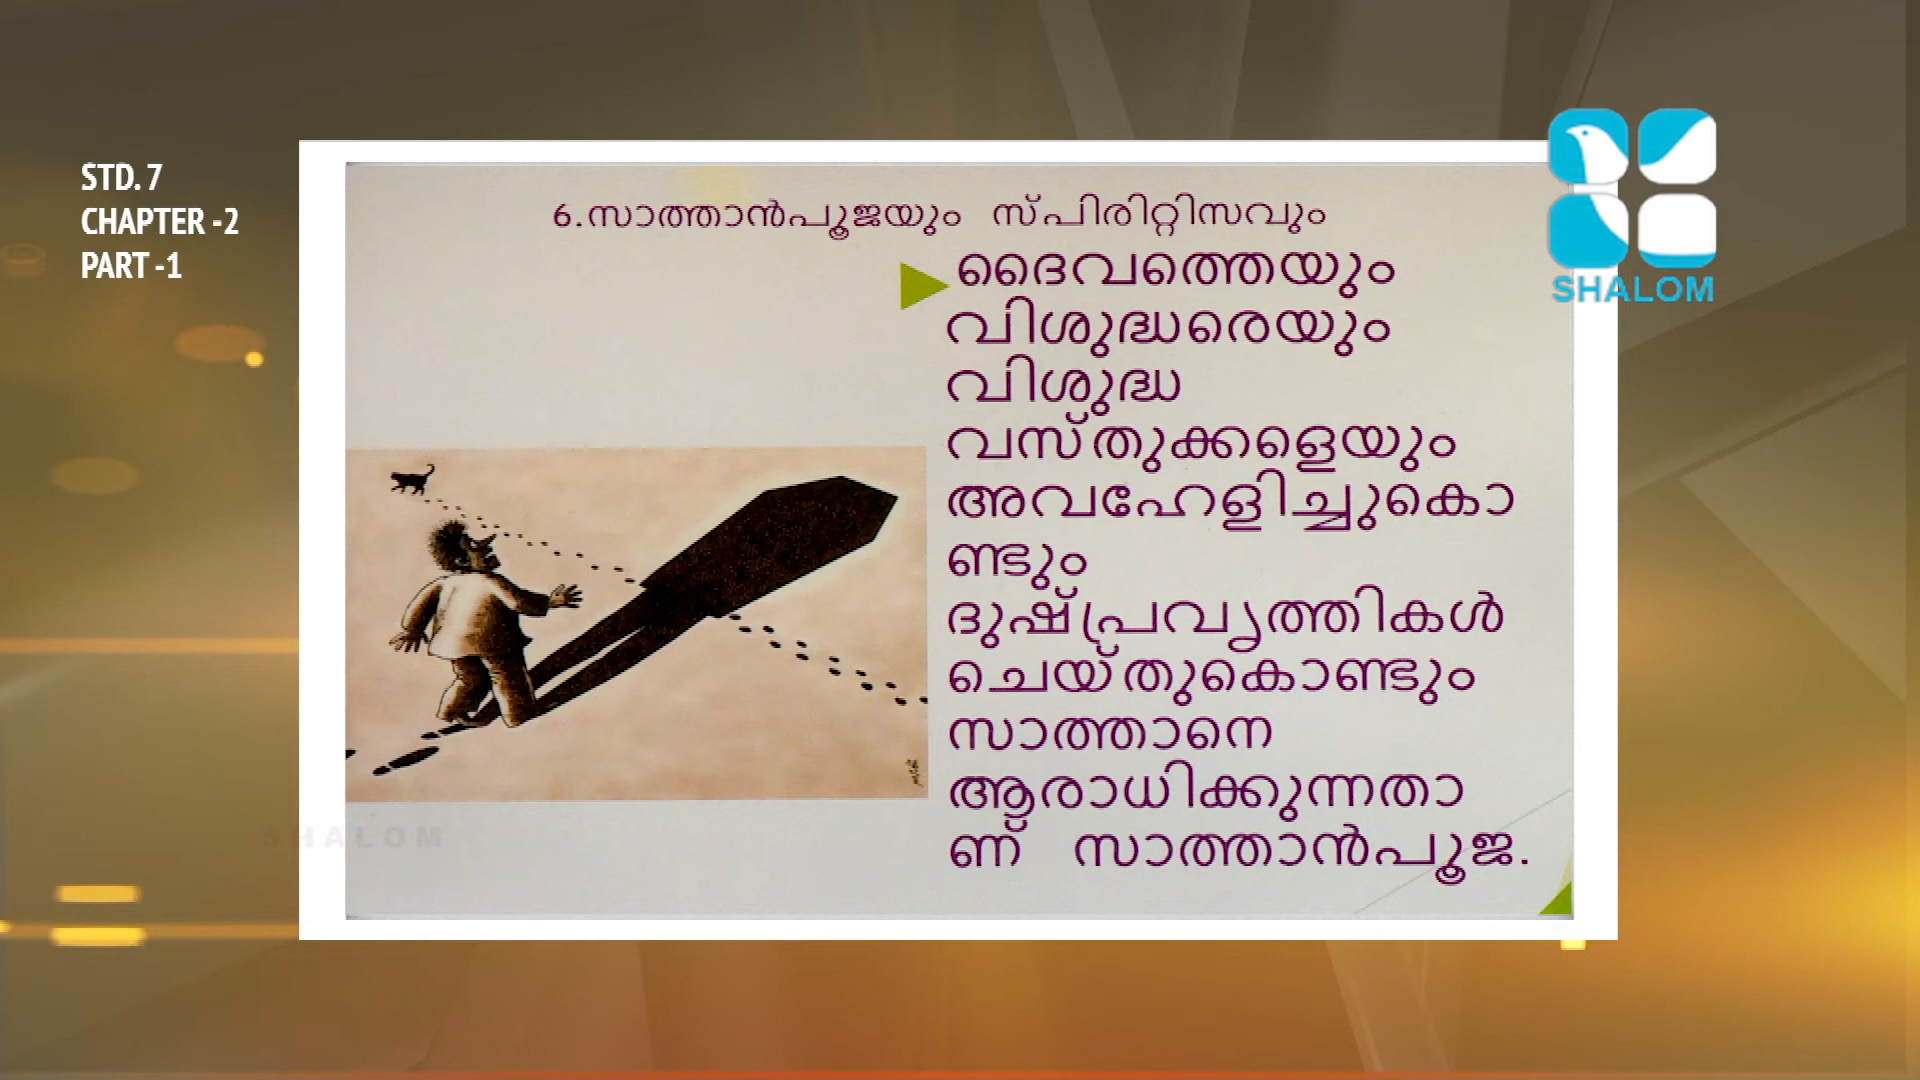 STD. 7
CHAPTER -2
PART -1
SHALOM
6.സാത്താൻപൂജയും സ്പിരിറ്റിസവും
ദൈവത്തെയും
വിശുദ്ധരെയും
വിശുദ്ധ
വസ്തുക്കളെയും
അവഹേളിച്ചുകൊ
ണ്ടും
ദുഷ്പ്രവൃത്തികൾ
ചെയ്തുകൊണ്ടും
സാത്താനെ
ആരാധിക്കുന്നതാ
ണ് സാത്താൻപൂജ.
SHALOM